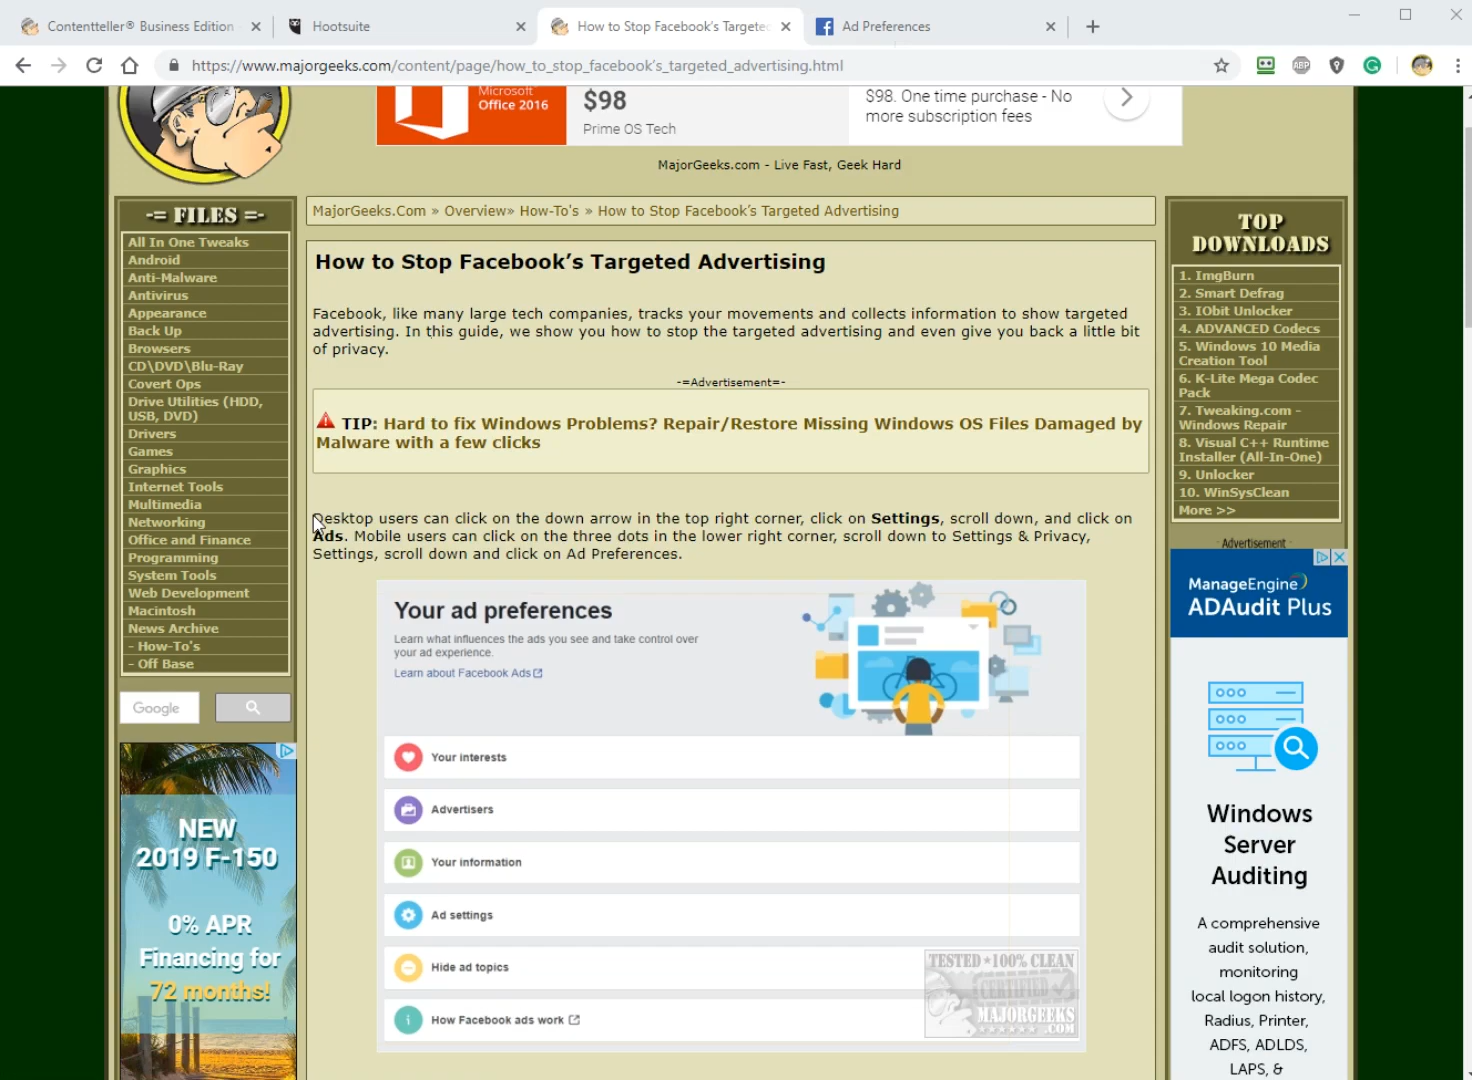 Contentteller® Business Edition
Hootsuite
How to Stop Facebook's Targete
Ad Preferences
https://www.majorgeeks.com/content/page/how_to_stop_facebook's_targeted_advertising.html
ABP
Microsoft
Office 2016
$98
Prime OS Tech
$98. One time purchase - No
more subscription fees
MajorGeeks.com - Live Fast, Geek Hard
-= FILES =-
All In One Tweaks
Android
Anti-Malware
Antivirus
Appearance
Back Up
Browsers
CD\DVD\Blu-Ray
Covert Ops
Drive Utilities (HDD,
USB, DVD)
Drivers
Games
Graphics
Internet Tools
Multimedia
Networking
Office and Finance
Programming
System Tools
Web Development
Macintosh
News Archive
- How-To's
- Off Base
Google
NEW
2019 F-150
0% APR
Financing for
72 months!
MajorGeeks.Com » Overview» How-To's » How to Stop Facebook's Targeted Advertising
How to Stop Facebook's Targeted Advertising
Facebook, like many large tech companies, tracks your movements and collects information to show targeted
advertising. In this guide, we show you how to stop the targeted advertising and even give you back a little bit
of privacy.
-=Advertisement=-
TIP: Hard to fix Windows Problems? Repair/Restore Missing Windows OS Files Damaged by
Malware with a few clicks
Desktop users can click on the down arrow in the top right corner, click on Settings, scroll down, and click on
Ads. Mobile users can click on the three dots in the lower right corner, scroll down to Settings & Privacy,
Settings, scroll down and click on Ad Preferences.
Your ad preferences
Learn what influences the ads you see and take control over
your ad experience.
Learn about Facebook Ads
Your interests
Advertisers
Your information
Ad settings
Hide ad topics
How Facebook ads work
TESTED ★ 100% CLEAN
CERTIFIED
MAJORGEEKS
.COM
TOP
DOWNLOADS
1. ImgBurn
2. Smart Defrag
3. IObit Unlocker
4. ADVANCED Codecs
5. Windows 10 Media
Creation Tool
6. K-Lite Mega Codec
Pack
7. Tweaking.com -
Windows Repair
8. Visual C++ Runtime
Installer (All-In-One)
9. Unlocker
10. WinSysClean
More >>
- Advertisement -
ManageEngine
ADAudit Plus
Windows
Server
Auditing
A comprehensive
audit solution,
monitoring
local logon history,
Radius, Printer,
ADFS, ADLDS,
LAPS, &